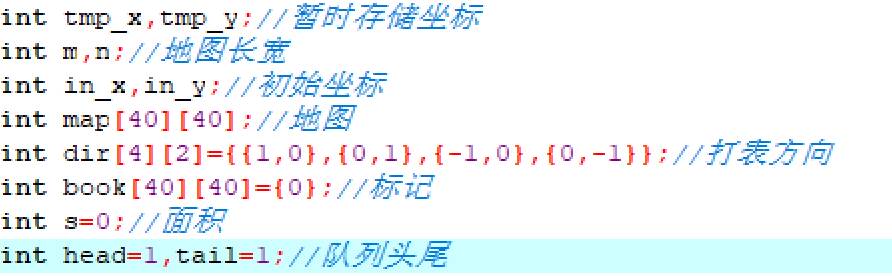 int tmp_x,tmp_y;//暂时存储坐标
int m,n;//地图长宽
int in_x,in_y;//初始坐标
int map[40][40];//地图
int dir[4][2]={{1,0},{0,1},{-1,0},{0,-1}};//打表方向
int book[40][40]={0};//标记
int s=0;//面积
int head=1,tail=1;//队列头尾